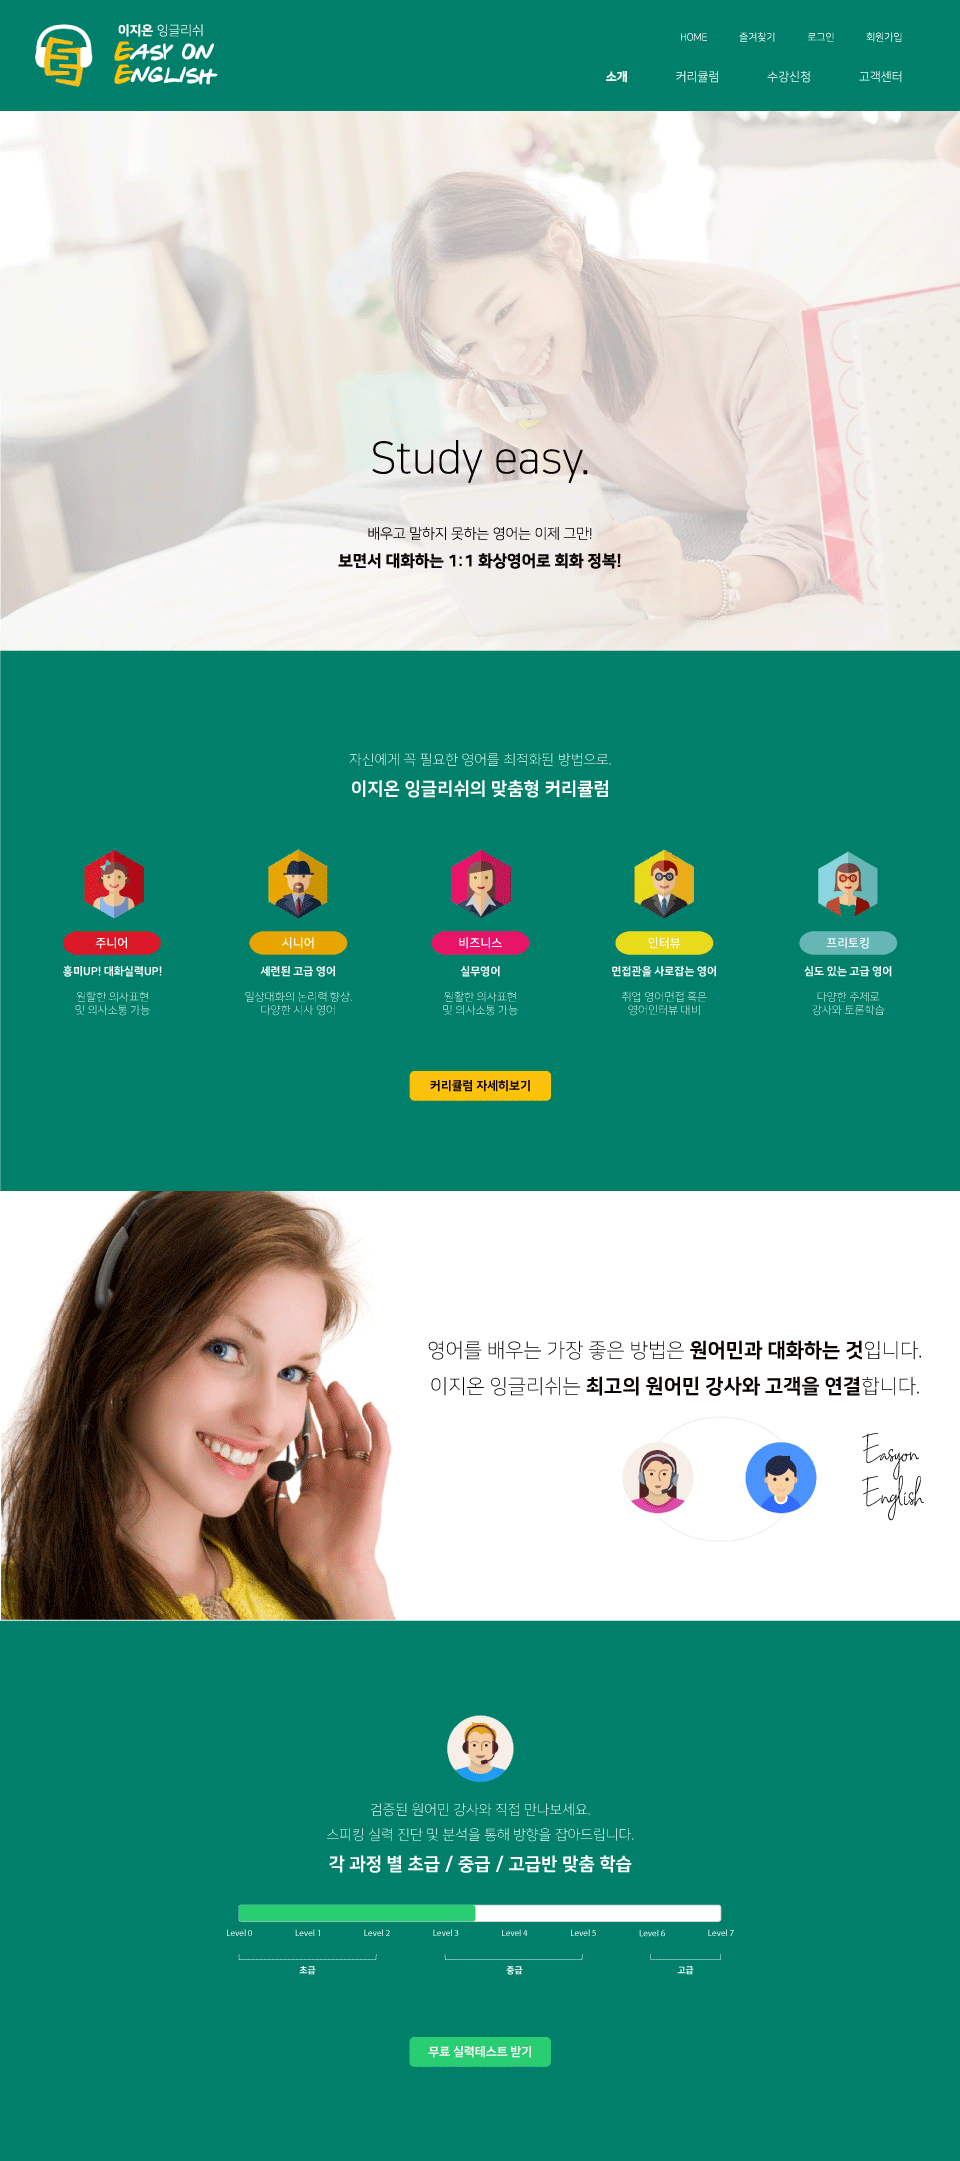 이지온 잉글리쉬
EASY ON
ENGLISH
HOME 즐겨찾기 로그인 회원가입
소개 커리큘럼 수강신청 고객센터
Study easy.
배우고 말하지 못하는 영어는 이제 그만!
보면서 대화하는 1:1 화상영어로 회화 정복!
자신에게 꼭 필요한 영어를 최적화된 방법으로.
이지온 잉글리쉬의 맞춤형 커리큘럼
주니어
흥미UP! 대화실력UP!
원할한 의사표현
및 의사소통 가능
시니어
세련된 고급 영어
일상대화의 논리력 향상.
다양한 시사 영어
비즈니스
실무영어
원활한 의사표현
및 의사소통 가능
인터뷰
면접관을 사로잡는 영어
취업 영어면접 혹은
영어인터뷰 대비
프리토킹
심도 있는 고급 영어
다양한 주제로
강사와 토론학습
커리큘럼 자세히보기
영어를 배우는 가장 좋은 방법은 원어민과 대화하는 것입니다.
이지온 잉글리쉬는 최고의 원어민 강사와 고객을 연결합니다.
Easyon
English
검증된 원어민 강사와 직접 만나보세요.
스피킹 실력 진단 및 분석을 통해 방향을 잡아드립니다.
각 과정 별 초급 / 중급 / 고급반 맞춤 학습
Level 0 Level 1 Level 2 Level 3 Level 4 Level 5 Level 6 Level 7
초급 중급 고급
무료 실력테스트 받기